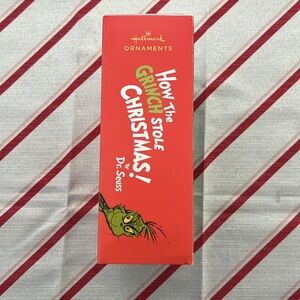 Hallmark
ORNAMENTS
HOW THE
GRINCH STOLE
CHRISTMAS!
by
Dr. Seuss